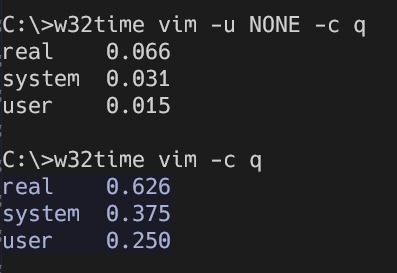 C:\>w32time vim -u NONE -c q
real    0.066
system  0.031
user    0.015
C:\>w32time vim -c q
real    0.626
system  0.375
user    0.250